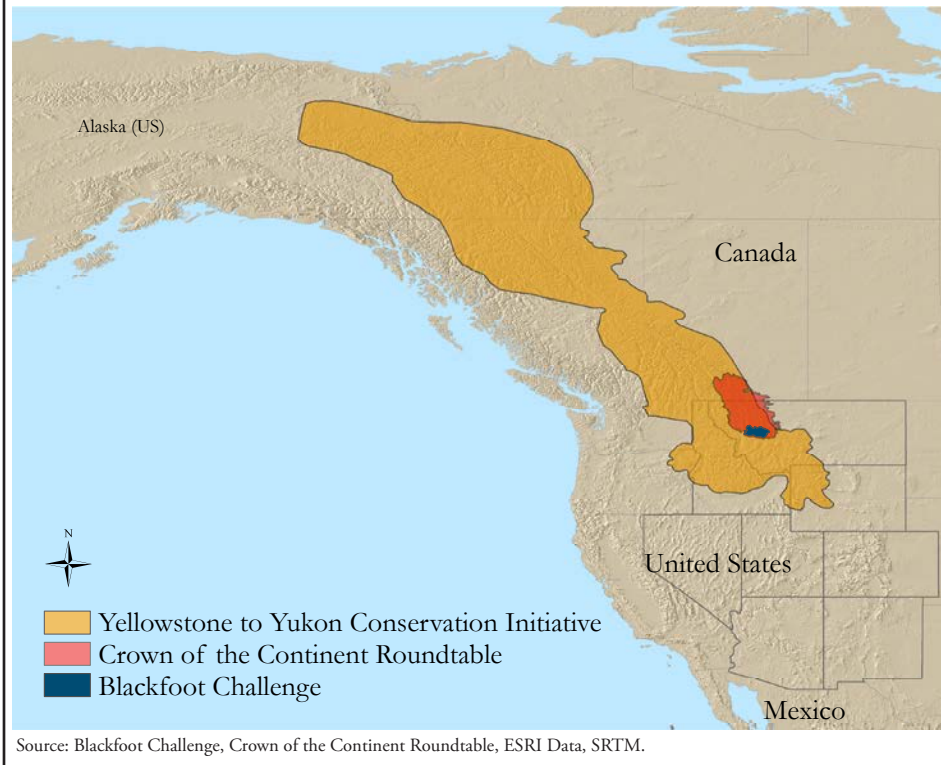 Alaska (US)
Canada
United States
N
Yellowstone to Yukon Conservation Initiative
Crown of the Continent Roundtable
Blackfoot Challenge
Mexico
Source: Blackfoot Challenge, Crown of the Continent Roundtable, ESRI Data, SRTM.